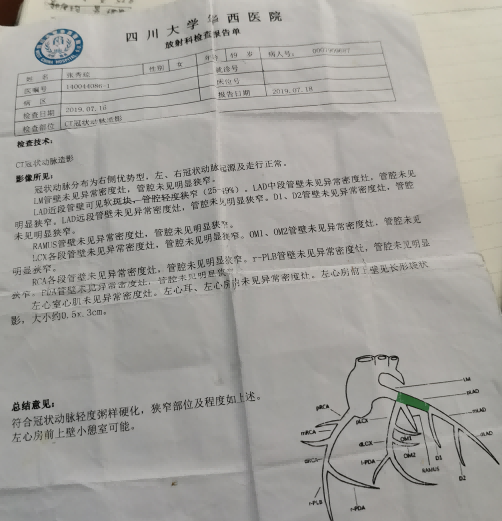 四川大学华西医院
放射科检查报告单
姓 名 性别 女 年龄 49 岁 病人号:
医编号 140044086-1 就诊号
病 区 床位号
检查日期 2019.07.16 报告日期 2019.07.18
检查部位 CT冠状动脉造影
检查技术:
CT冠状动脉造影
影像所见:
冠状动脉分布为右侧优势型,左、右冠状动脉起源及走行正常。
LM管壁未见异常密度灶,管腔未见明显狭窄。
LAD近段管壁可见软斑块,管腔轻度狭窄(25-49%),LAD中段管壁未见异常密度灶,管腔未见
明显狭窄。LAD远段管壁未见异常密度灶,管腔未见明显狭窄。D1、D2管壁未见异常密度灶,管腔
未见明显狭窄。
RAMUS管壁未见异常密度灶,管腔未见明显狭窄。
LCX各段管壁未见异常密度灶,管腔未见明显狭窄。OM1、OM2管壁未见异常密度灶,管腔未见
明显狭窄。
RCA各段管壁未见异常密度灶,管腔未见明显狭窄。r-PLB管壁未见异常密度灶,管腔未见明显
狭窄。r-PDA管壁未见异常密度灶,管腔未见明显狭窄。
左心室心肌未见异常密度灶。左心耳、左心房内未见异常密度灶。左心房前上壁见长形囊状
影,大小约0.5x.3cm。
总结意见:
符合冠状动脉轻度粥样硬化,狭窄部位及程度如上述。
左心房前上壁小憩室可能。
LM
pLAD
pRCA
pLCX
mLAD
mRCA
dLCX
OM1
dLAD
dRCA
OM2
l-PDA
RAMUS
D1
D2
r-PLB
r-PDA